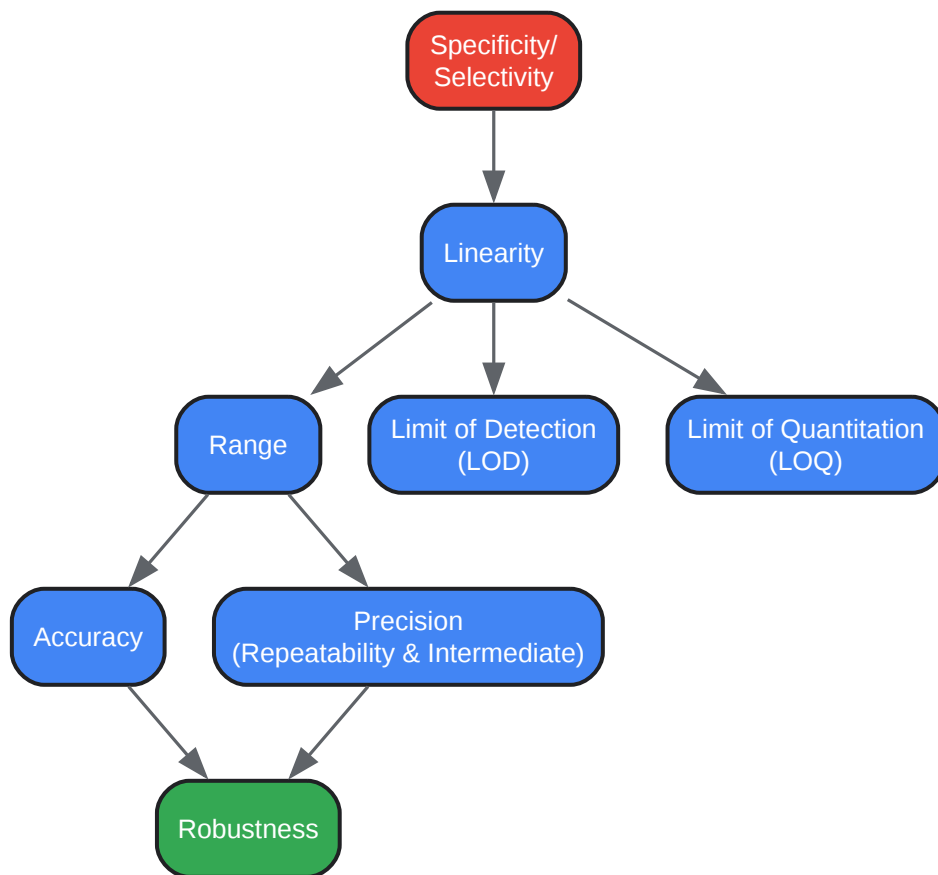 Specificity/
Selectivity
Linearity
Range
Limit of Detection
(LOD)
Limit of Quantitation
(LOQ)
Accuracy
Precision
(Repeatability & Intermediate)
Robustness